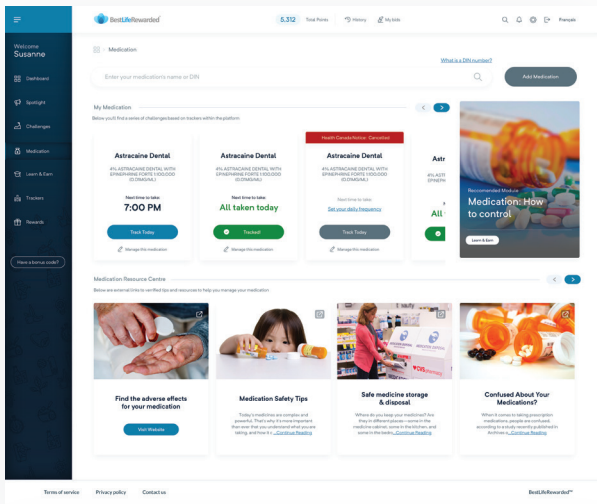 BestLifeRewarded
5,312 Total Points History My bids Français
Welcome
Susanne
Dashboard
Spotlight
Challenges
Medication
Learn & Earn
Trackers
Rewards
Have a bonus code?
Medication
What is a DIN number?
Enter your medication's name or DIN
Add Medication
My Medication
Below you'll find a series of challenges based on trackers within the platform
Astracaine Dental
4% ASTRACAINE DENTAL WITH
EPINEPHRINE FORTE 1:100,000
(0.01MG/ML)
Next time to take:
7:00 PM
Track Today
Manage this medication
Astracaine Dental
4% ASTRACAINE DENTAL WITH
EPINEPHRINE FORTE 1:100,000
(0.01MG/ML)
Next time to take:
All taken today
Tracked!
Manage this medication
Health Canada Notice: Cancelled
Astracaine Dental
4% ASTRACAINE DENTAL WITH
EPINEPHRINE FORTE 1:100,000
(0.01MG/ML)
Next time to take:
Set your daily frequency
Track Today
Manage this medication
Astr
4% AST
EPINEPH
All
Recommended Module
Medication: How
to control
Learn & Earn
Medication Resource Centre
Below are external links to verified tips and resources to help you manage your medication
Find the adverse effects
for your medication
Visit Website
Medication Safety Tips
Today's medicines are complex and
powerful. That's why it's more important
than ever that you understand what you are
taking, and how it c...Continue Reading
Safe medicine storage
& disposal
Where do you keep your medicines? Are
they in different places – some in the
medicine cabinet, some in the kitchen, and
some in the bedro...Continue Reading
Confused About Your
Medications?
When it comes to taking prescription
medications, people are confused,
according to a study recently published in
Archives o...Continue Reading
Terms of service Privacy policy Contact us BestLifeRewarded™